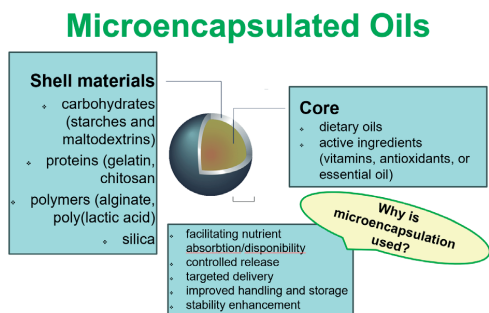 Microencapsulated Oils
Shell materials
carbohydrates
(starches and
maltodextrins)
proteins (gelatin,
chitosan
polymers (alginate,
poly(lactic acid)
silica
Core
dietary oils
active ingredients
(vitamins, antioxidants, or
essential oil)
Why is
microencapsulation
used?
facilitating nutrient
absorbtion/disponibility
controlled release
targeted delivery
improved handling and storage
stability enhancement